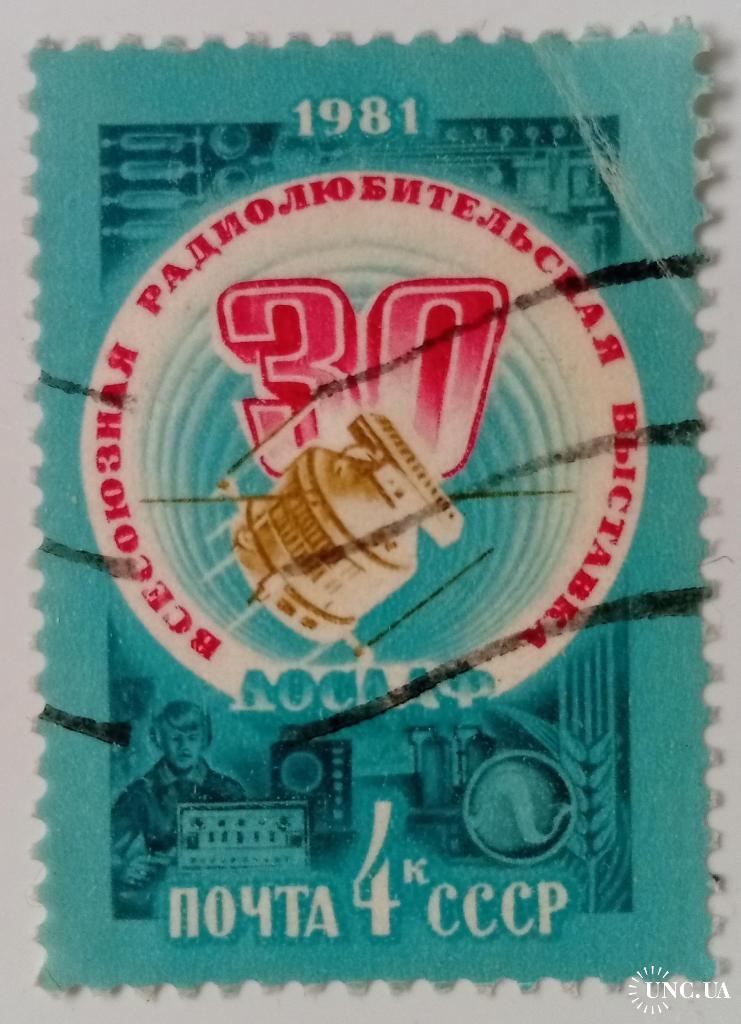 1981
ВСЕСОЮЗНАЯ РАДИОЛЮБИТЕЛЬСКАЯ ВЫСТАВКА
30
ДОСААФ
ПОЧТА 4к СССР
UNC.UA